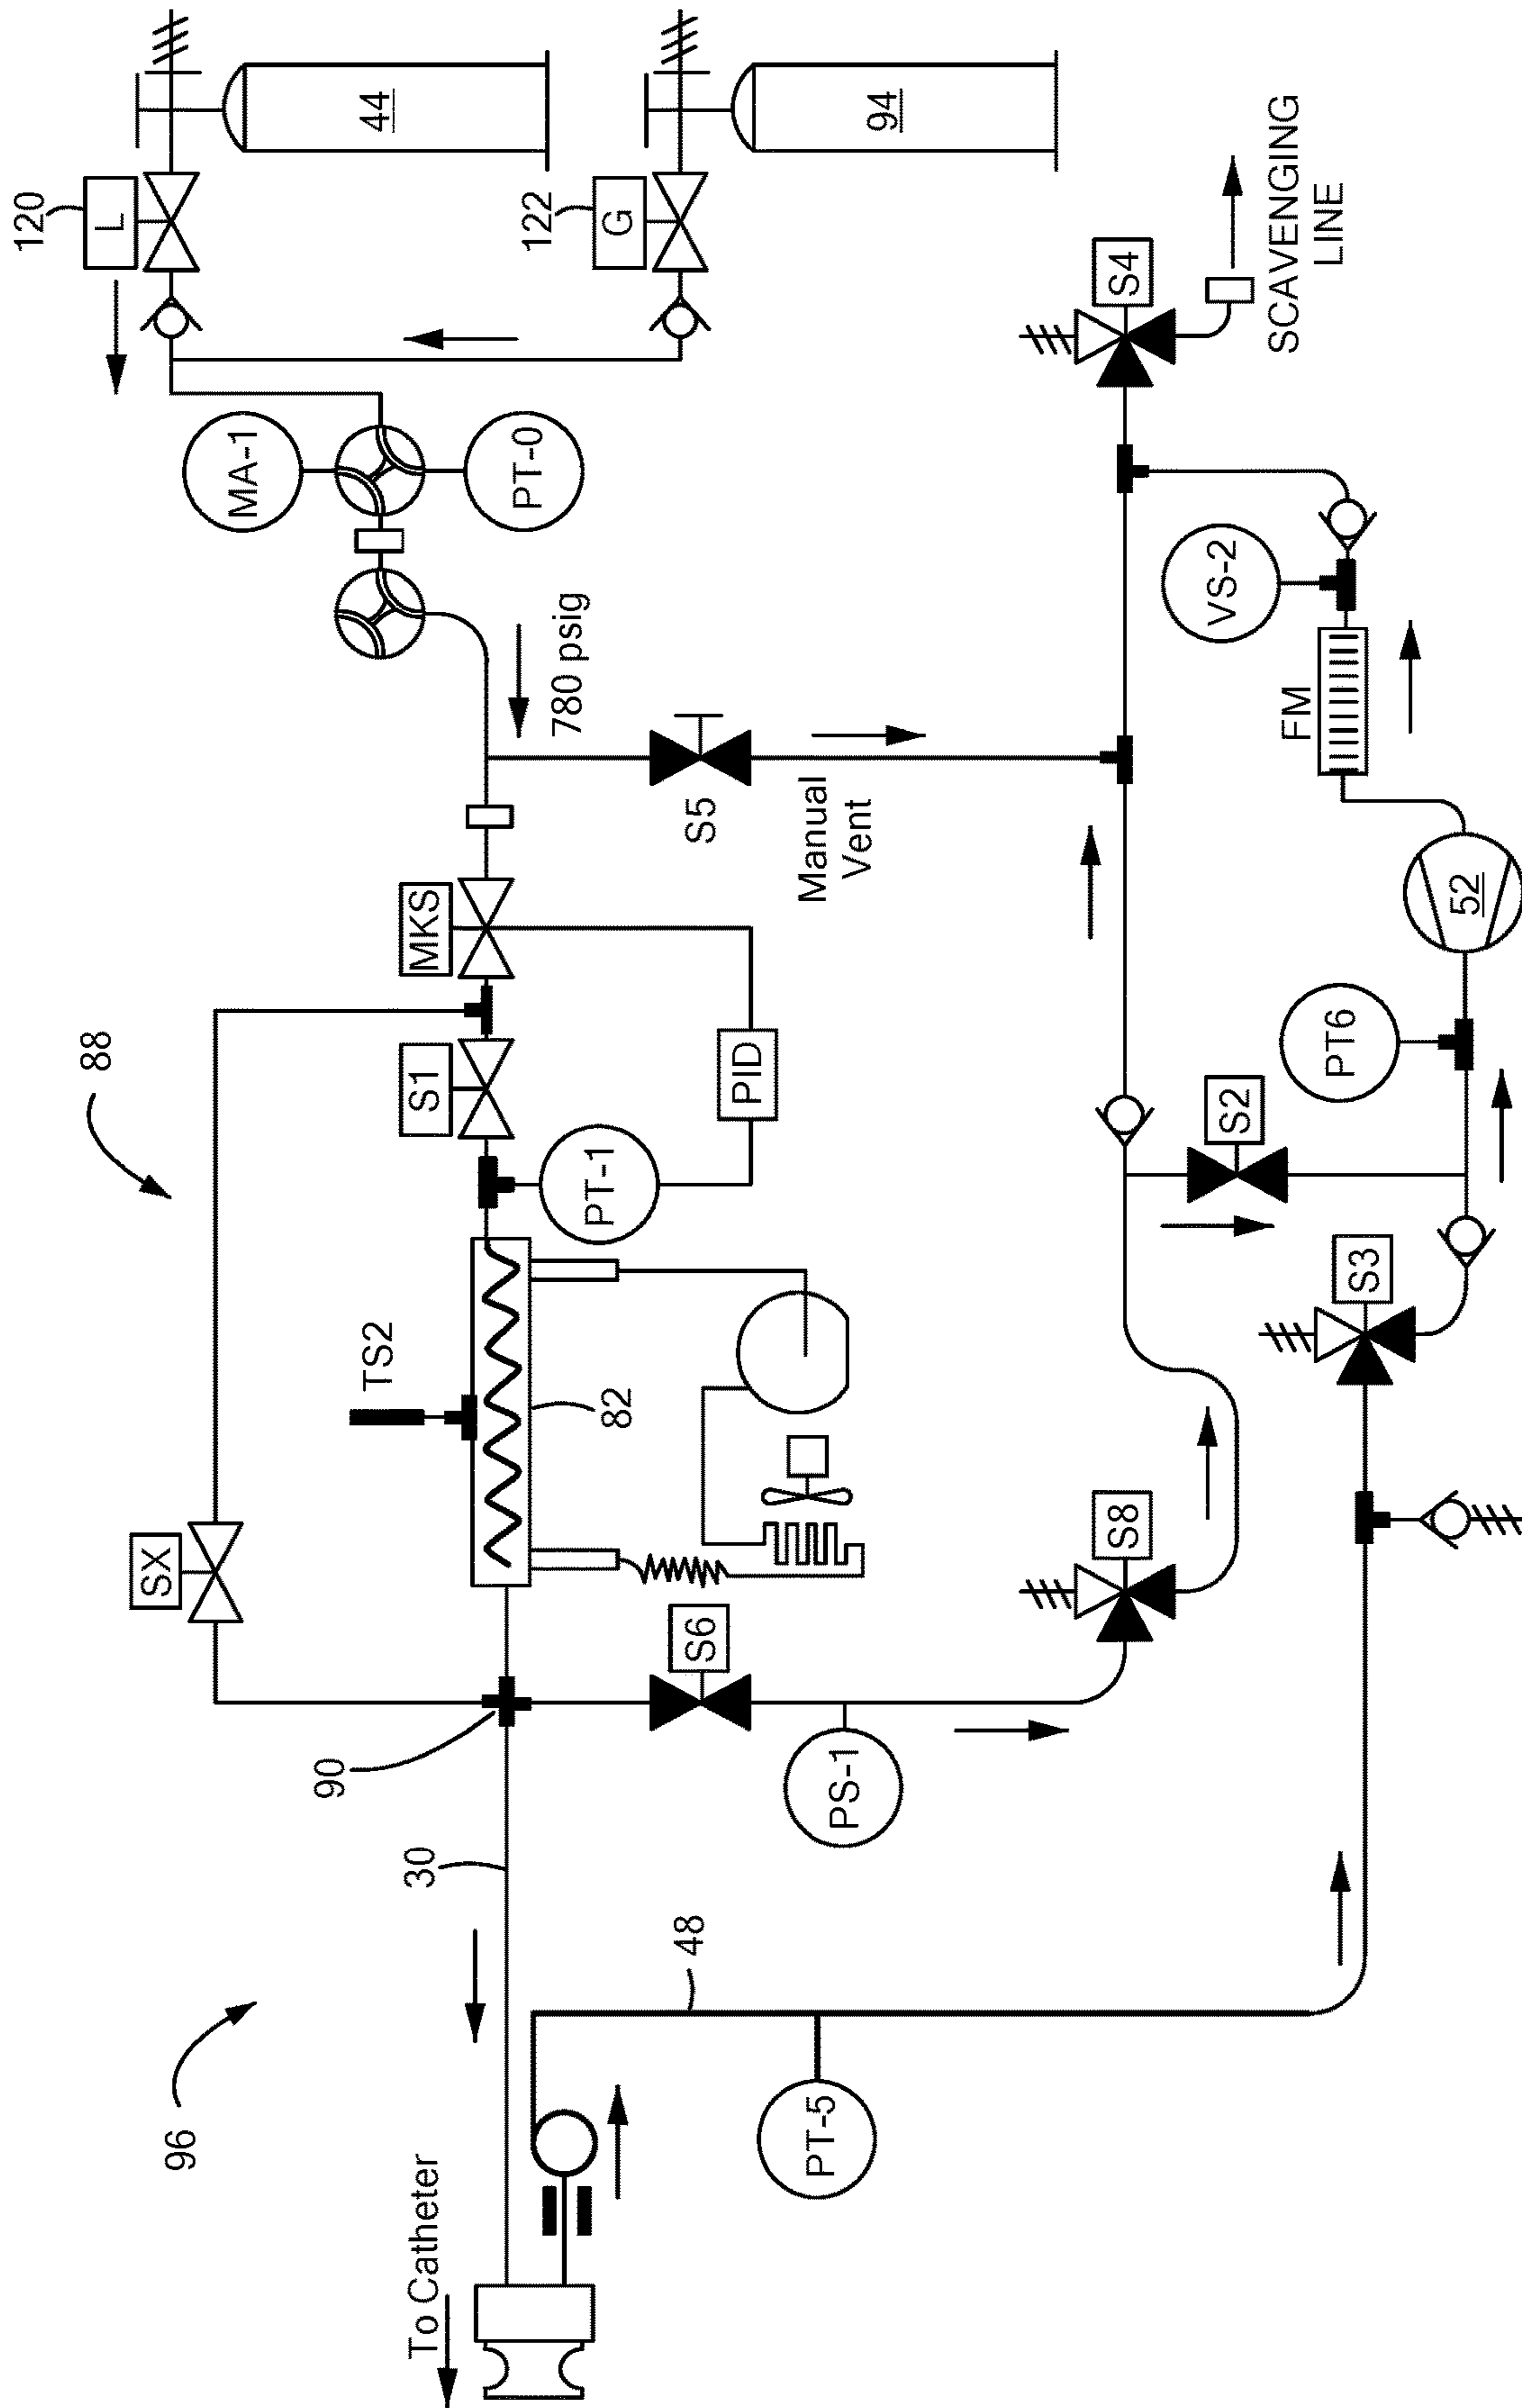 120
L
44
88
SX
96
MA-1
90
TS2
To Catheter
30
S1
MKS
PT-0
122
G
94
780 psig
82
PT-1
48
S6
S5
PID
PT-5
PS-1
Manual
Vent
S8
S4
VS-2
S2
SCAVENGING
LINE
FM
S3
PT6
52